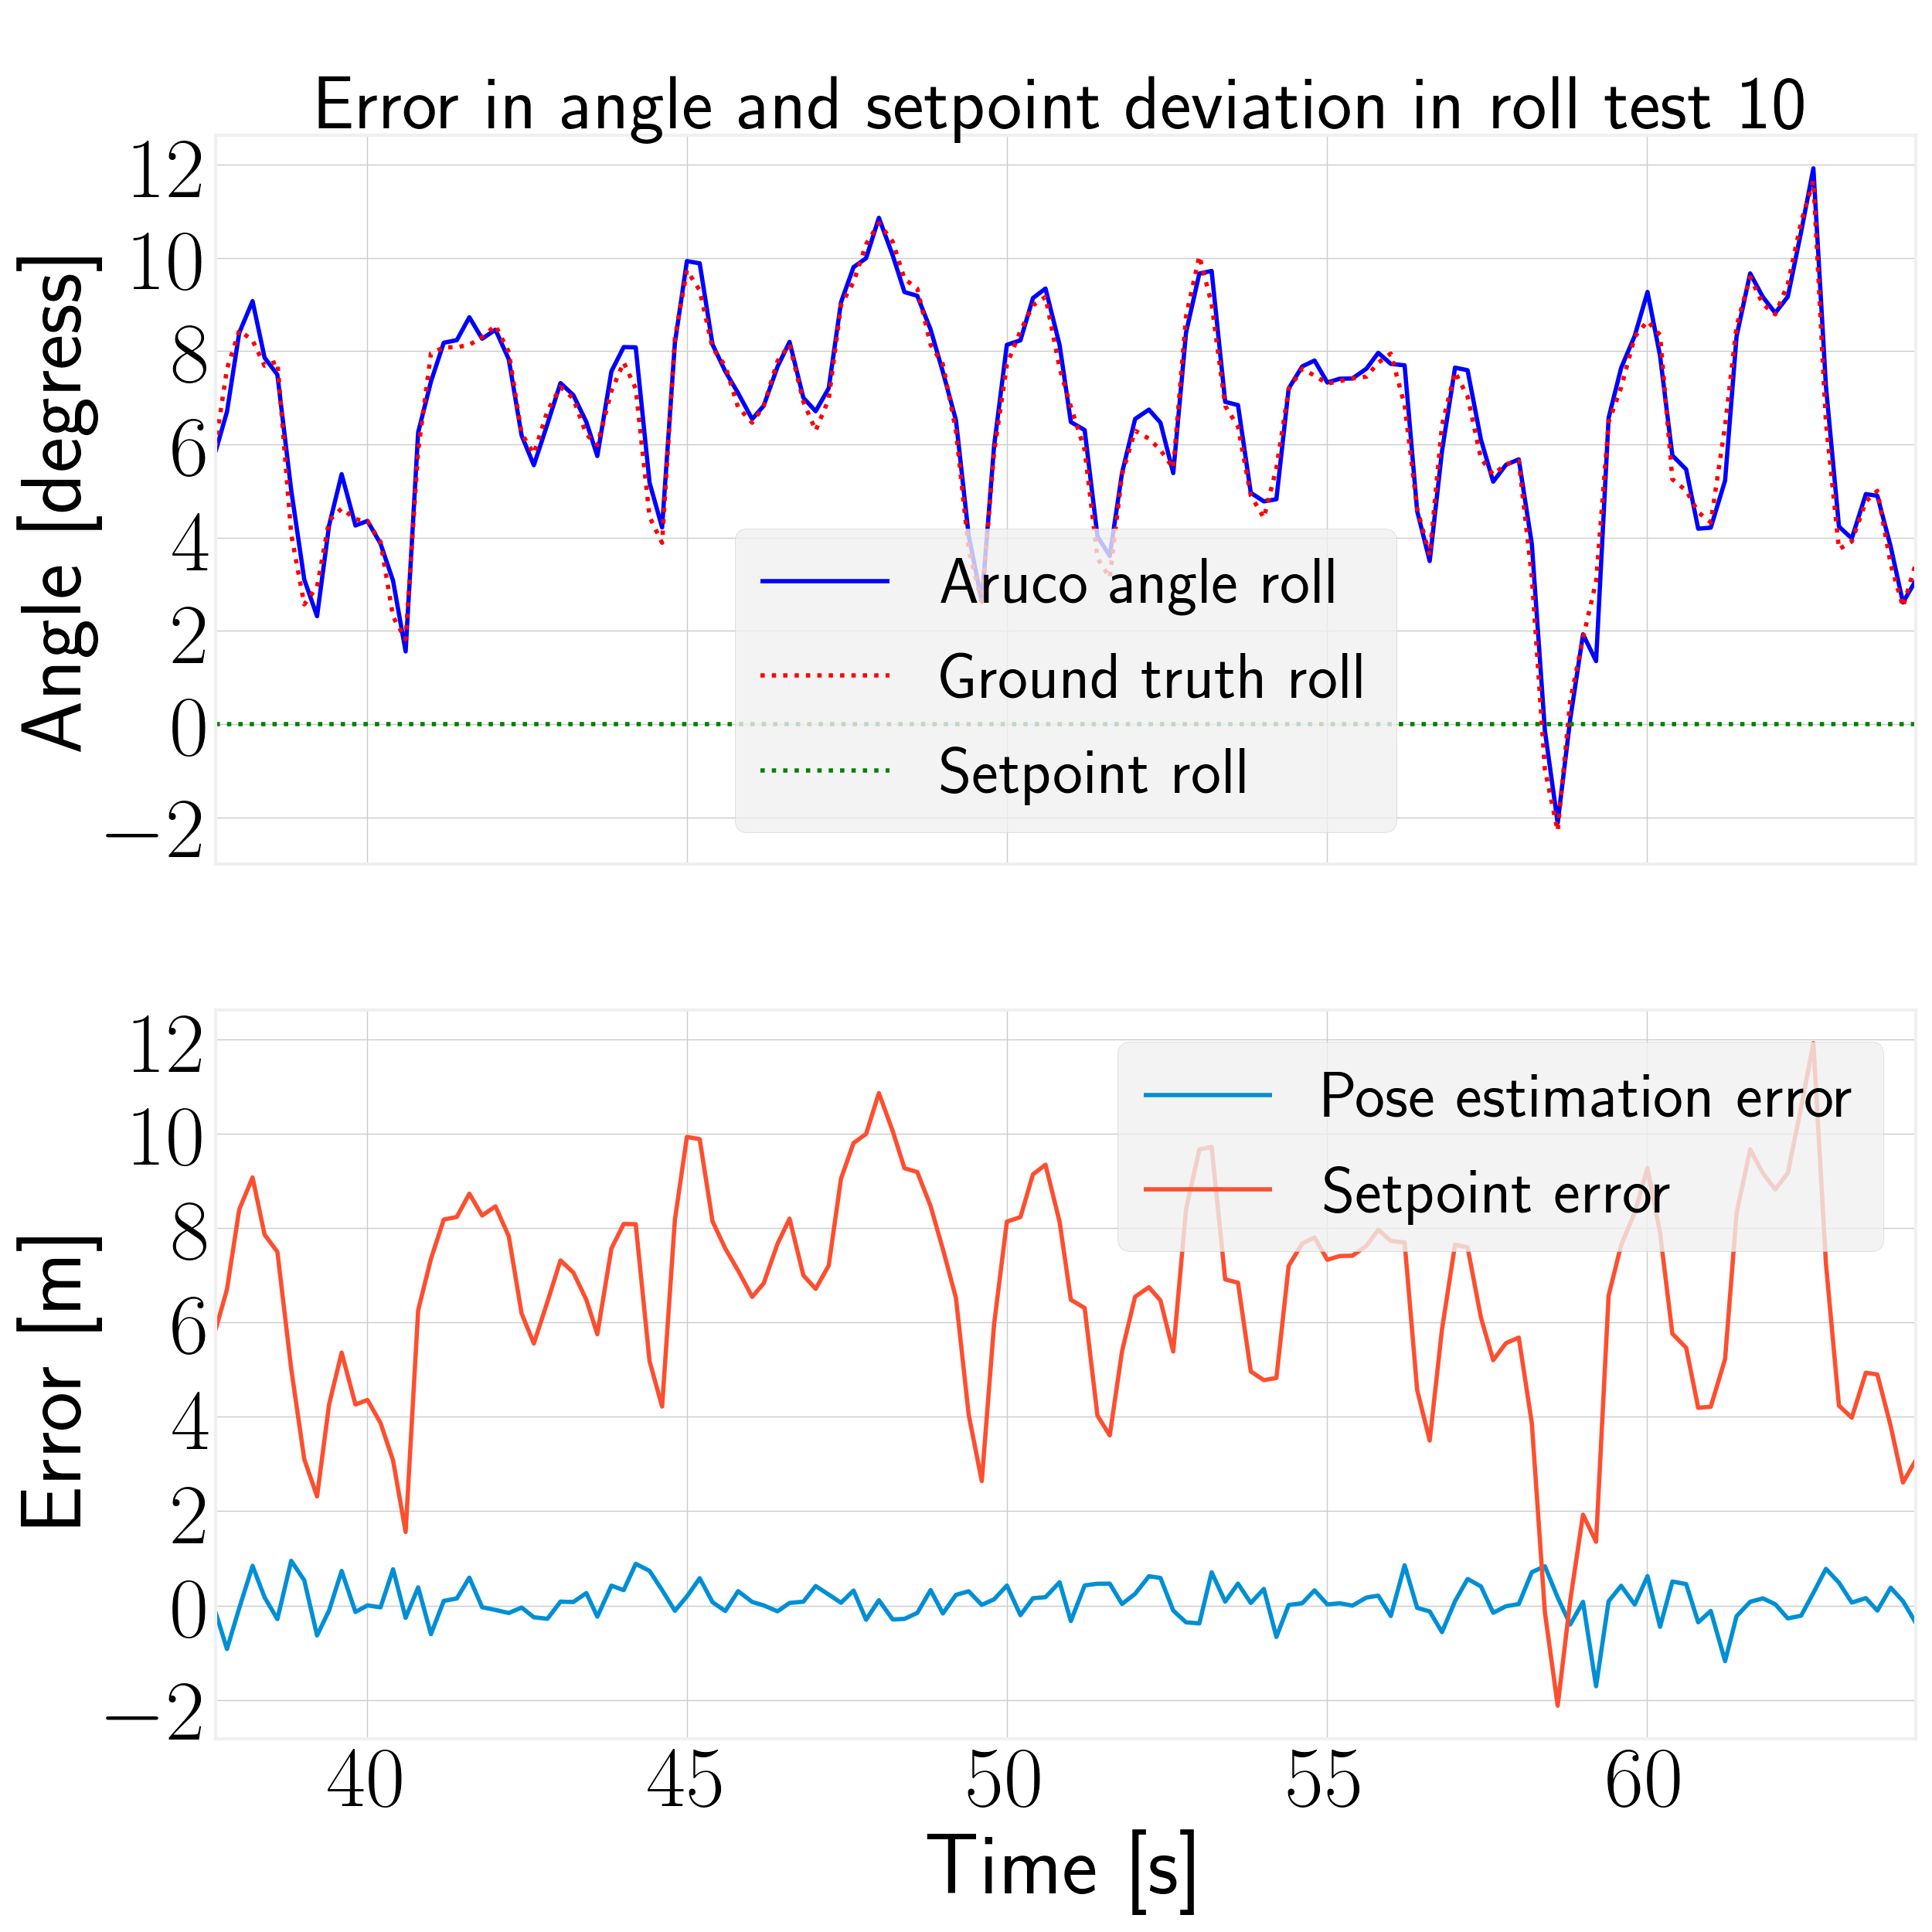 Error in angle and setpoint deviation in roll test 10
Angle [degress]
12
10
8
6
4
2
0
−2
Aruco angle roll
Ground truth roll
Setpoint roll
Error [m]
12
10
8
6
4
2
0
−2
Pose estimation error
Setpoint error
40 45 50 55 60
Time [s]